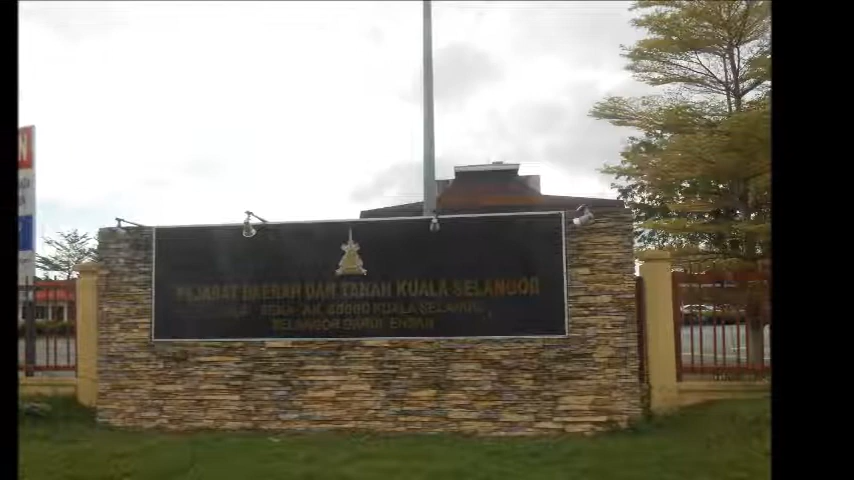 PEJABAT DAERAH DAN TANAH KUALA SELANGOR
45000 KUALA SELANGOR
SELANGOR DARUL EHSAN